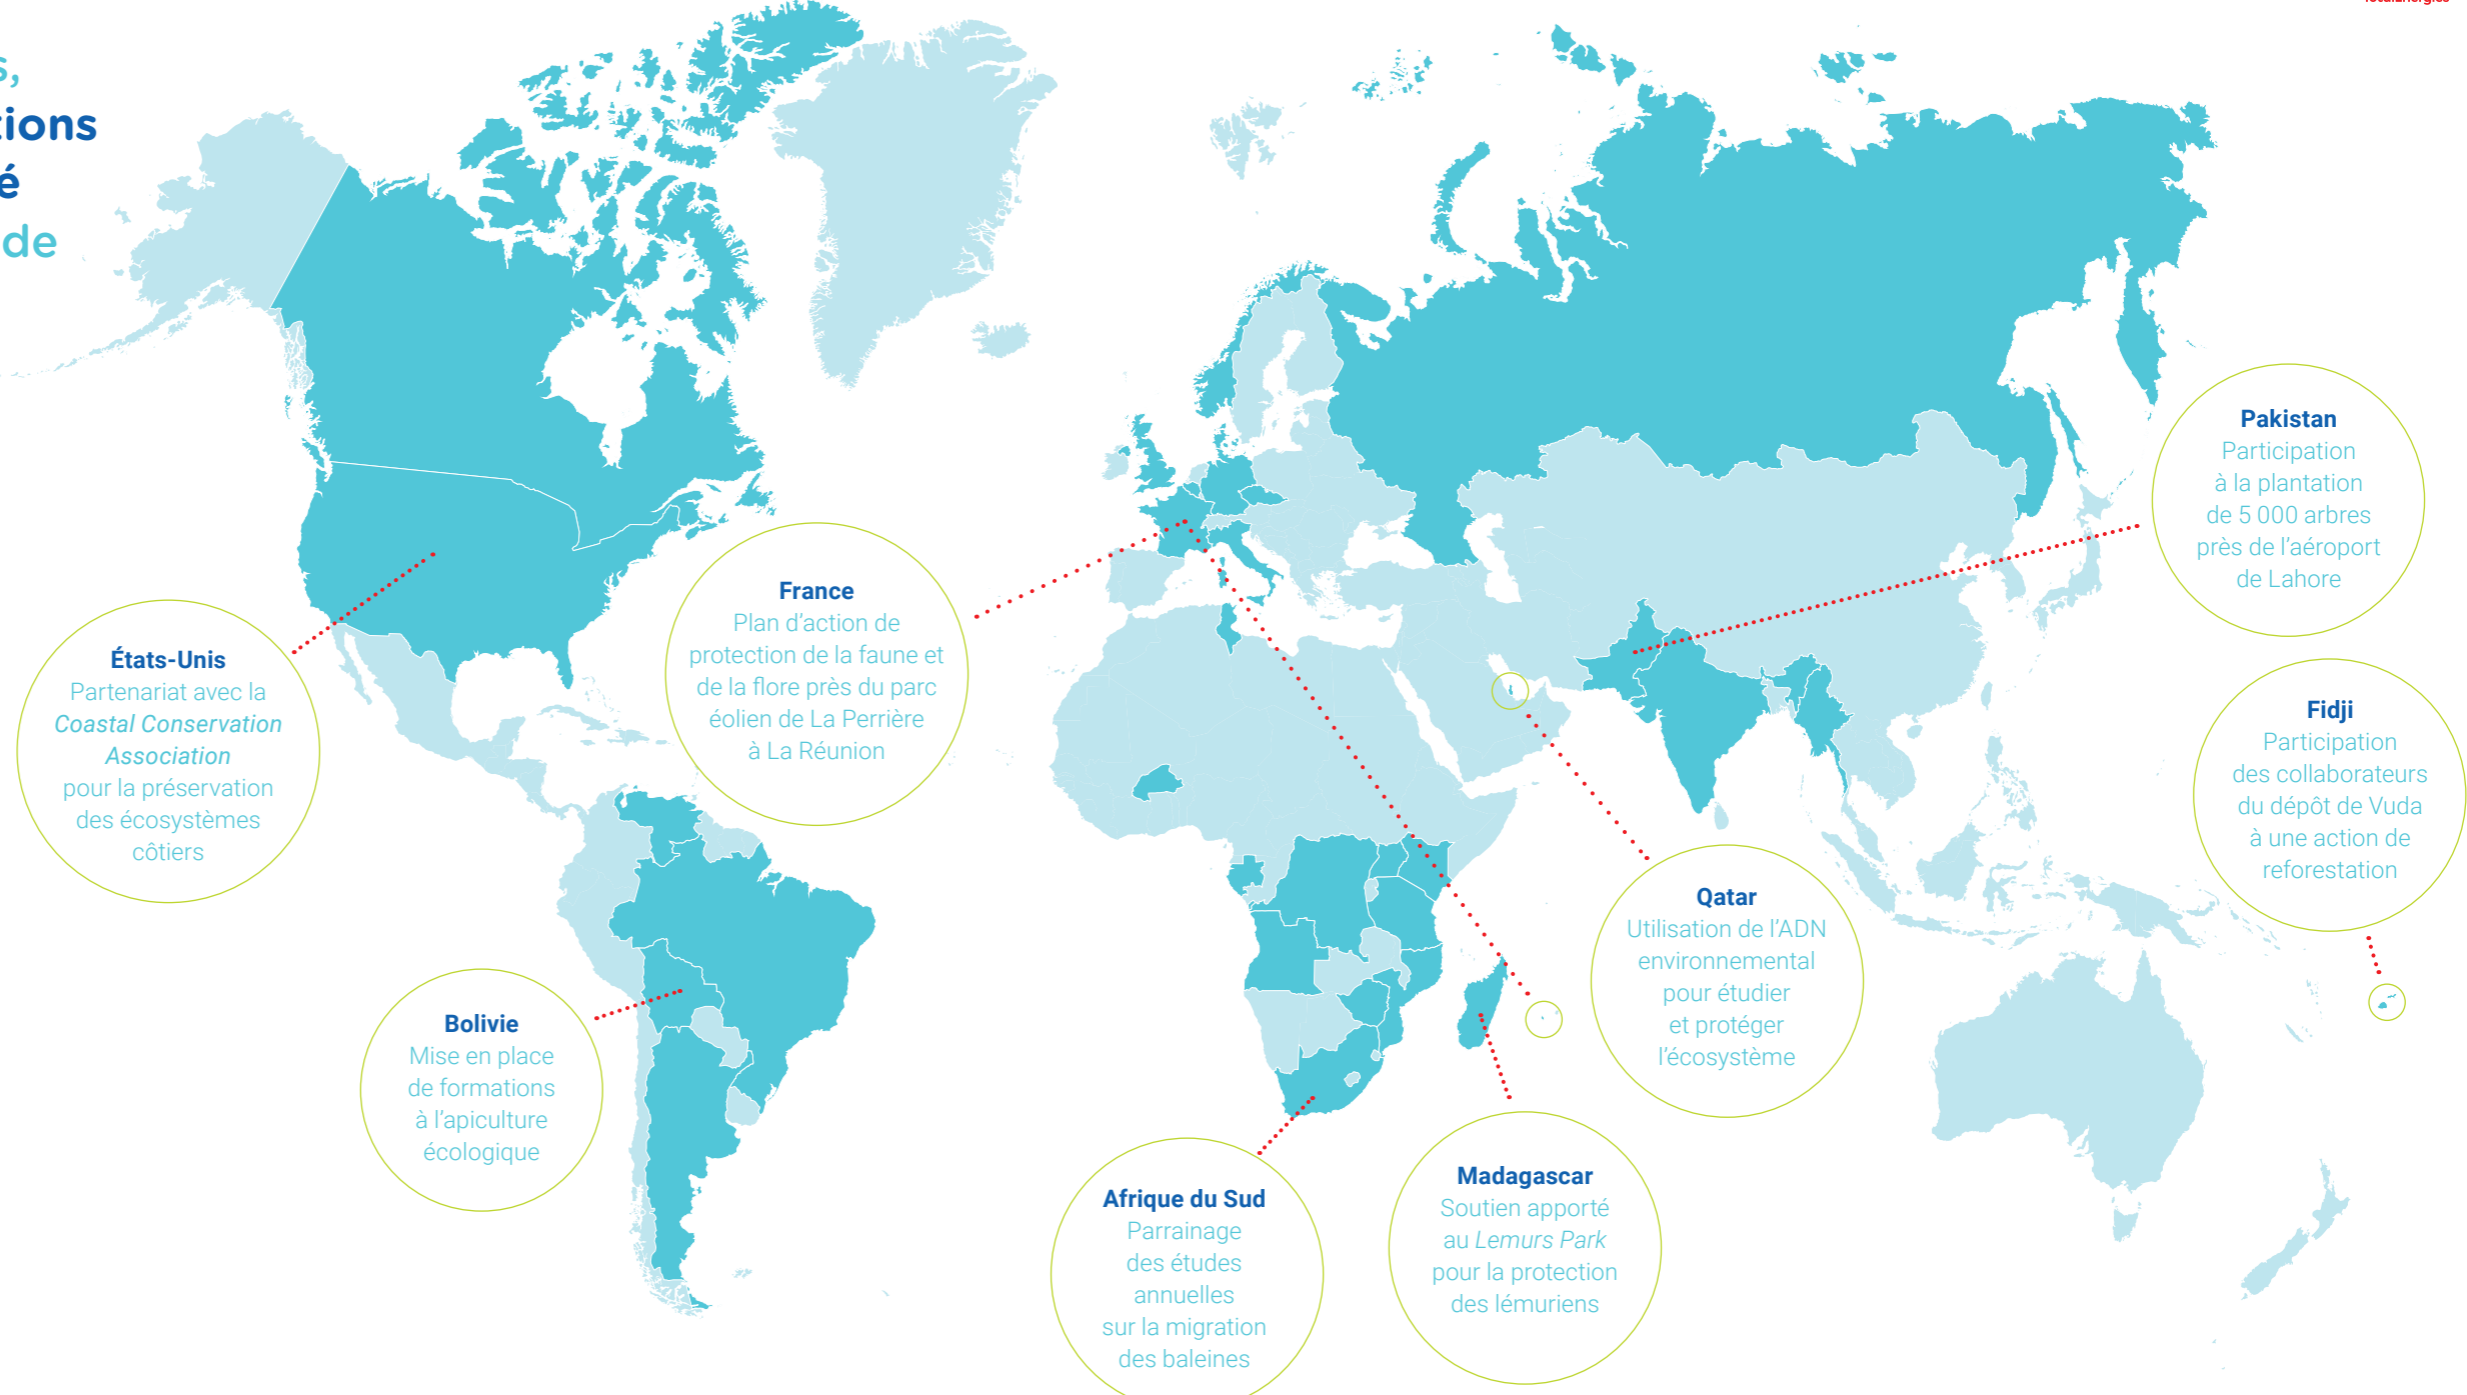 TotalEnergies
s,
tions
é
de
Pakistan
Participation
à la plantation
de 5 000 arbres
près de l'aéroport
de Lahore
France
Plan d'action de
protection de la faune et
de la flore près du parc
éolien de La Perrière
à La Réunion
États-Unis
Partenariat avec la
Coastal Conservation
Association
pour la préservation
des écosystèmes
côtiers
Fidji
Participation
des collaborateurs
du dépôt de Vuda
à une action de
reforestation
Qatar
Utilisation de l'ADN
environnemental
pour étudier
et protéger
l'écosystème
Bolivie
Mise en place
de formations
à l'apiculture
écologique
Afrique du Sud
Parrainage
des études
annuelles
sur la migration
des baleines
Madagascar
Soutien apporté
au Lemurs Park
pour la protection
des lémuriens